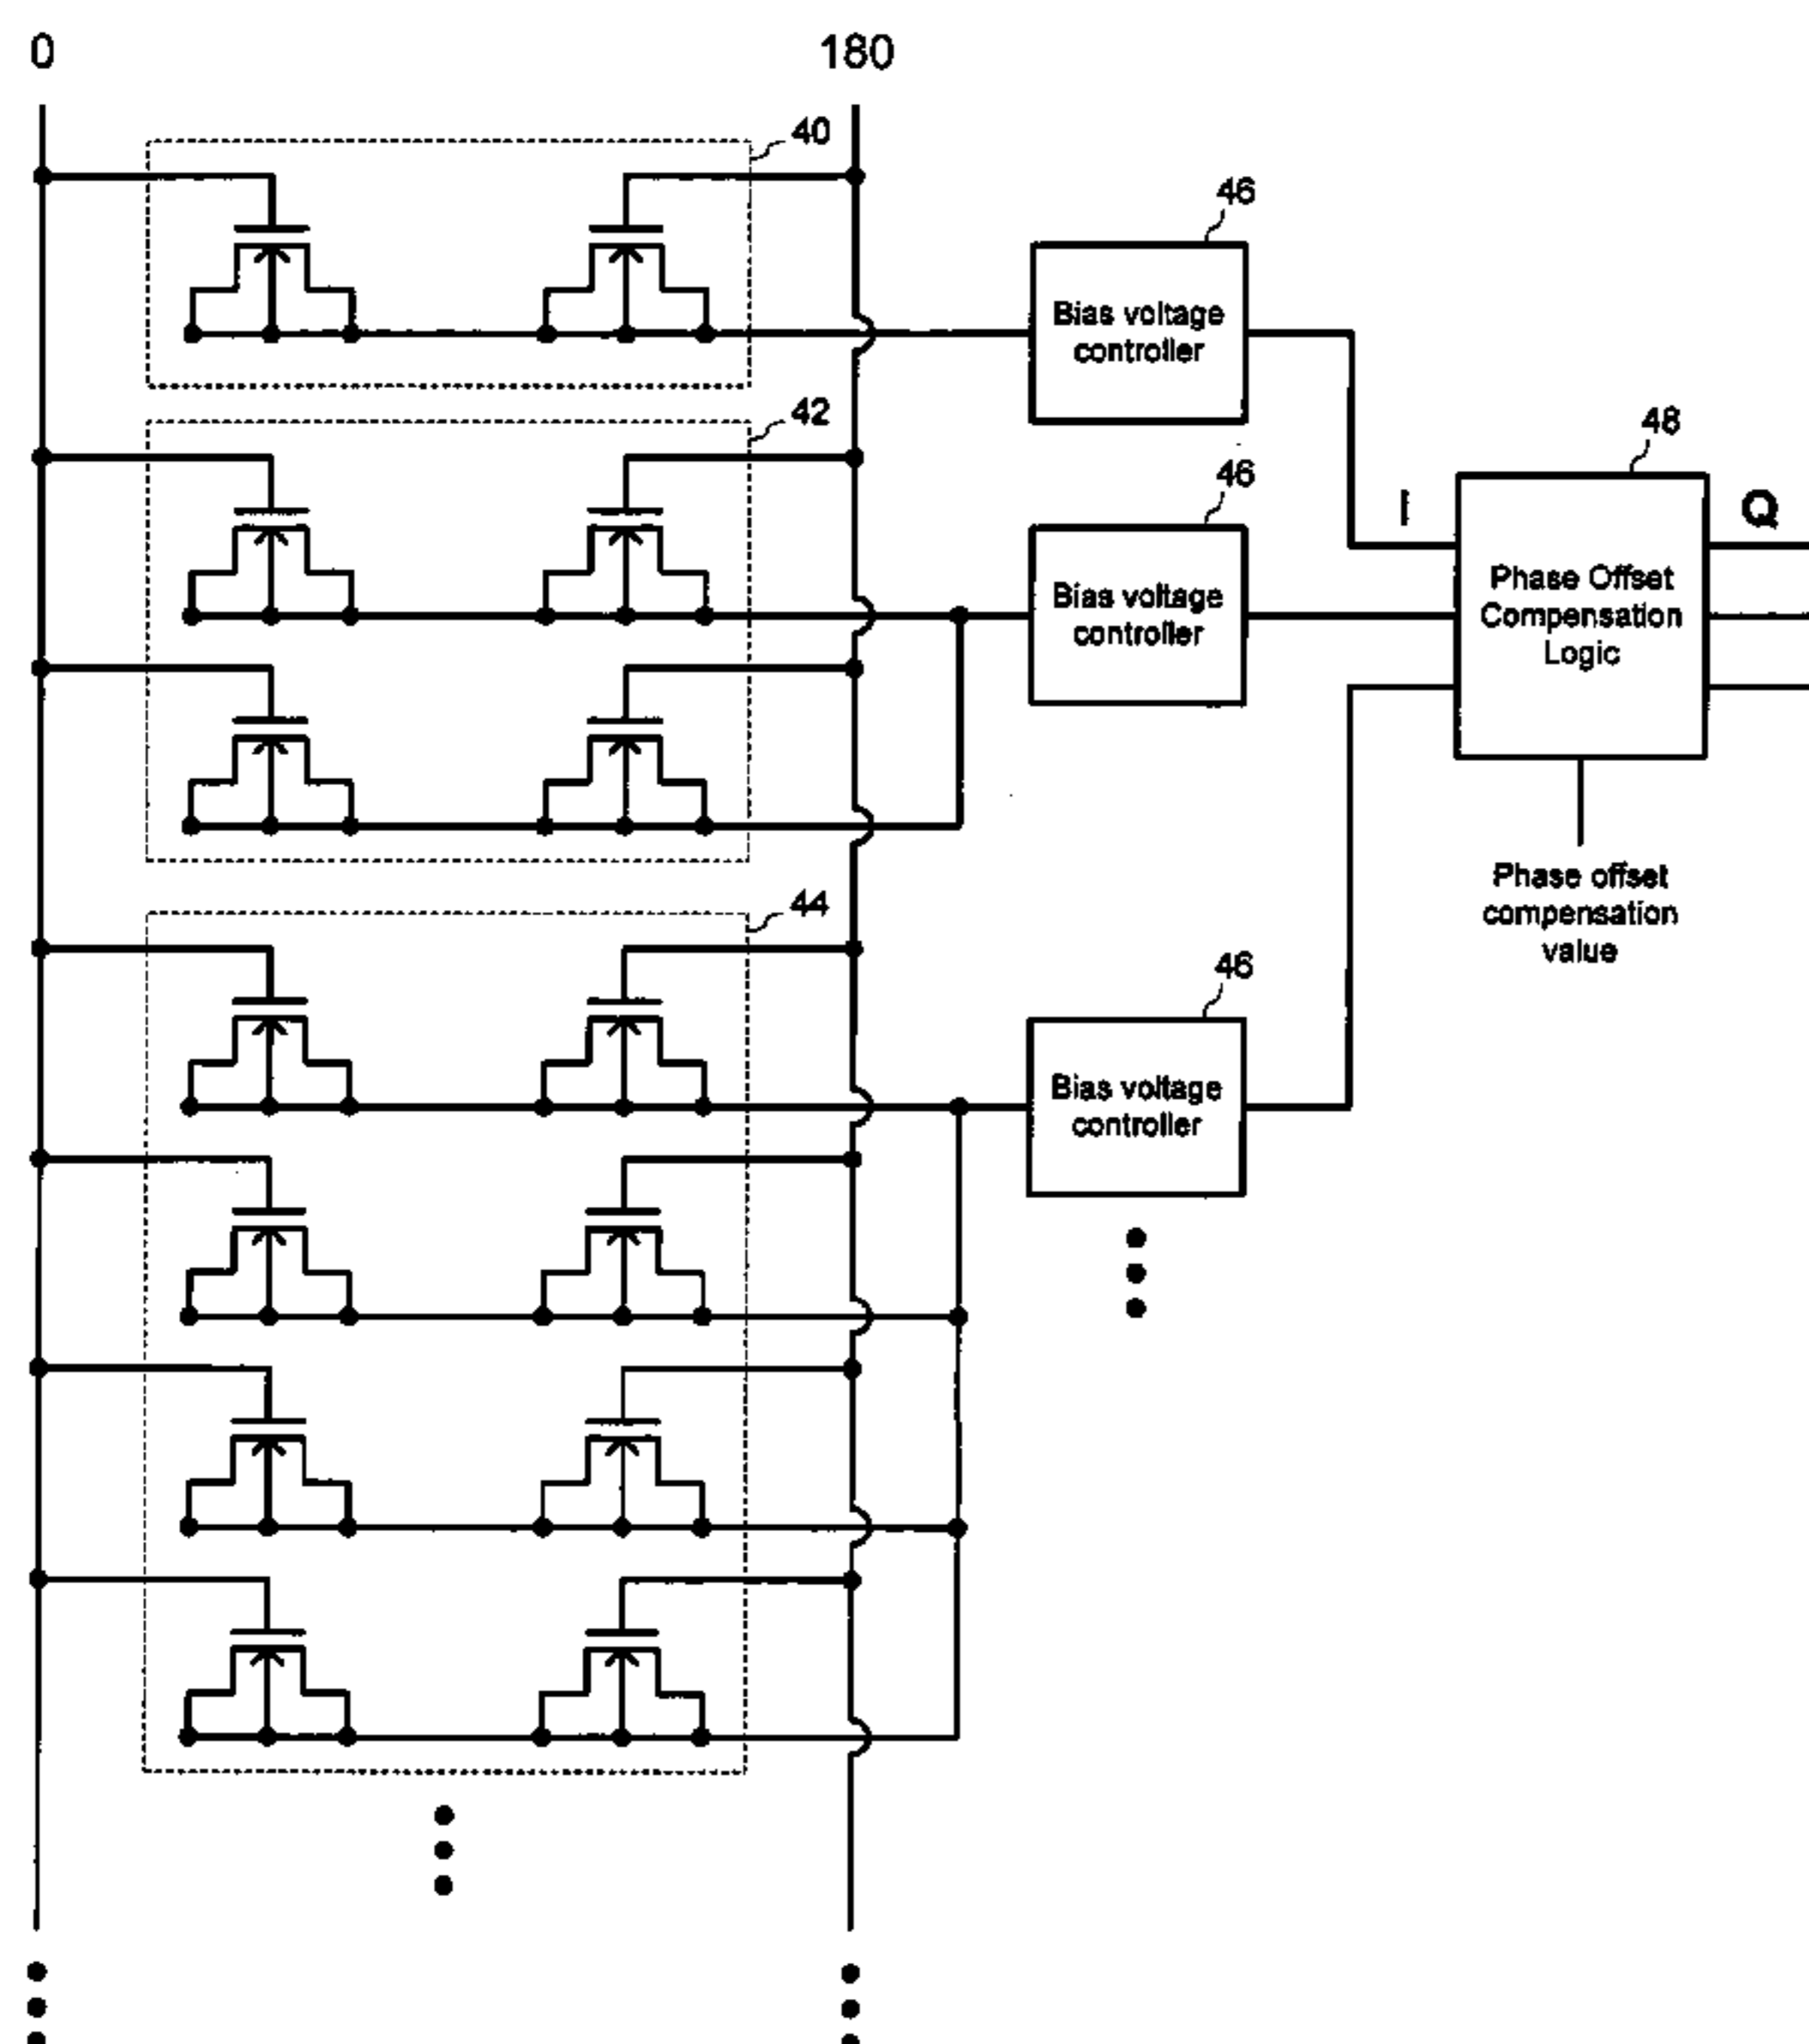 0
180
40
46
Bias voltage
controller
42
48
46
I
Q
Bias voltage
controller
Phase Offset
Compensation
Logic
Phase offset
compensation
value
44
46
Bias voltage
controller